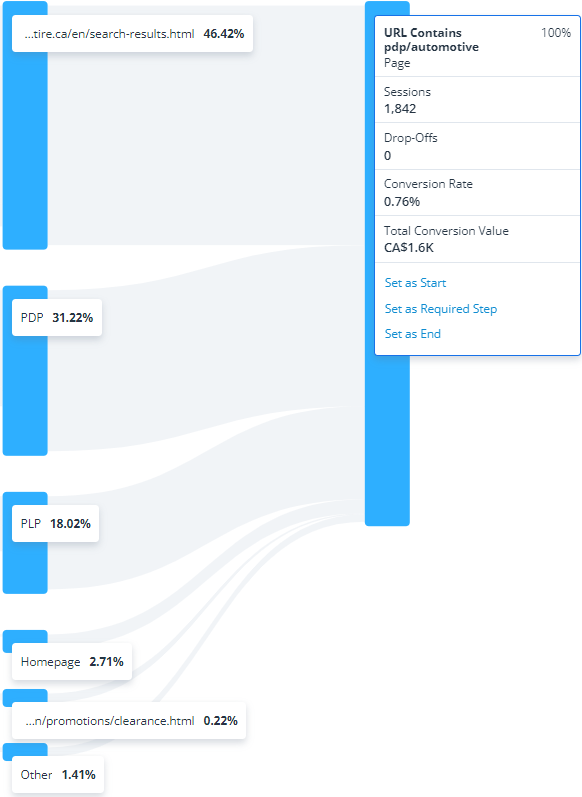 ...tire.ca/en/search-results.html 46.42%
URL Contains 100%
pdp/automotive
Page
Sessions
1,842
Drop-Offs
0
Conversion Rate
0.76%
Total Conversion Value
CA$1.6K
Set as Start
Set as Required Step
Set as End
PDP 31.22%
PLP 18.02%
Homepage 2.71%
...n/promotions/clearance.html 0.22%
Other 1.41%